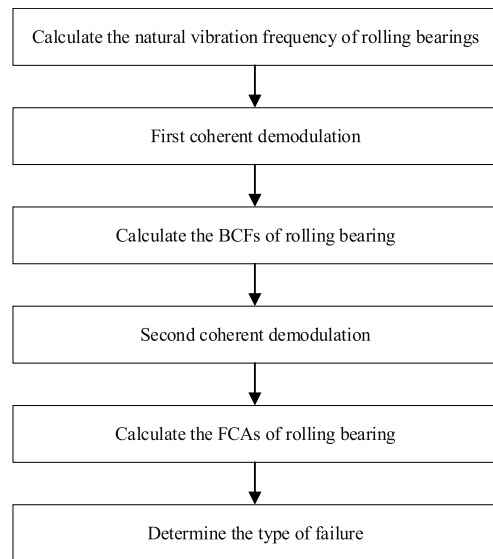 Calculate the natural vibration frequency of rolling bearings
First coherent demodulation
Calculate the BCFs of rolling bearing
Second coherent demodulation
Calculate the FCAs of rolling bearing
Determine the type of failure